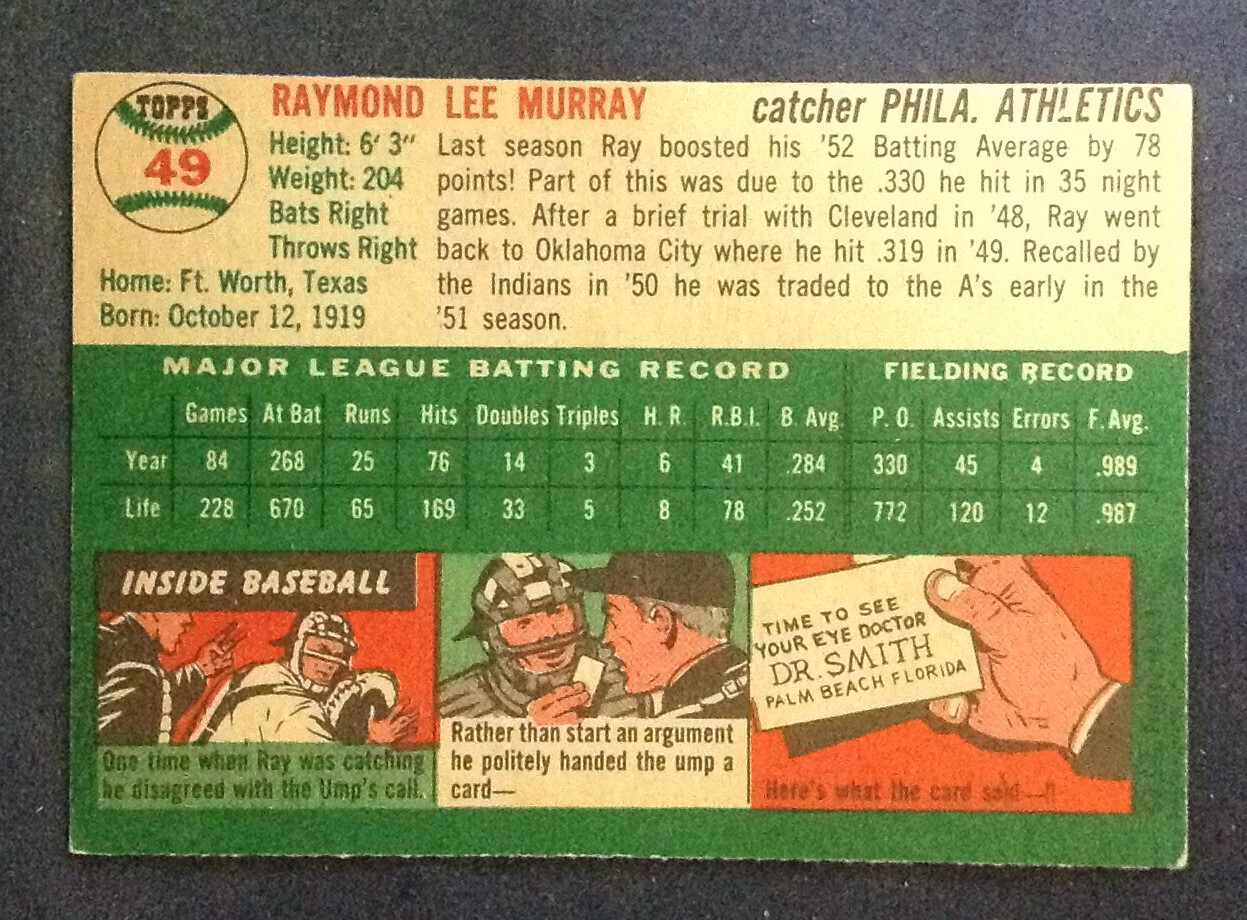 TOPPS
49
RAYMOND LEE MURRAY
catcher PHILA. ATHLETICS
Height: 6' 3"
Weight: 204
Bats Right
Throws Right
Home: Ft. Worth, Texas
Born: October 12, 1919
Last season Ray boosted his '52 Batting Average by 78
points! Part of this was due to the .330 he hit in 35 night
games. After a brief trial with Cleveland in '48, Ray went
back to Oklahoma City where he hit .319 in '49. Recalled by
the Indians in '50 he was traded to the A's early in the
'51 season.
MAJOR LEAGUE BATTING RECORD FIELDING RECORD
Games At Bat Runs Hits Doubles Triples H. R. R.B.I. B. Avg. P. O. Assists Errors F. Avg.
Year 84 268 25 76 14 3 6 41 .284 330 45 4 .989
Life 228 670 65 169 33 5 8 78 .252 772 120 12 .987
INSIDE BASEBALL
One time when Ray was catching
he disagreed with the Ump's call.
Rather than start an argument
he politely handed the ump a
card—
TIME TO SEE
YOUR EYE DOCTOR
DR. SMITH
PALM BEACH FLORIDA
Here's what the card said—!!